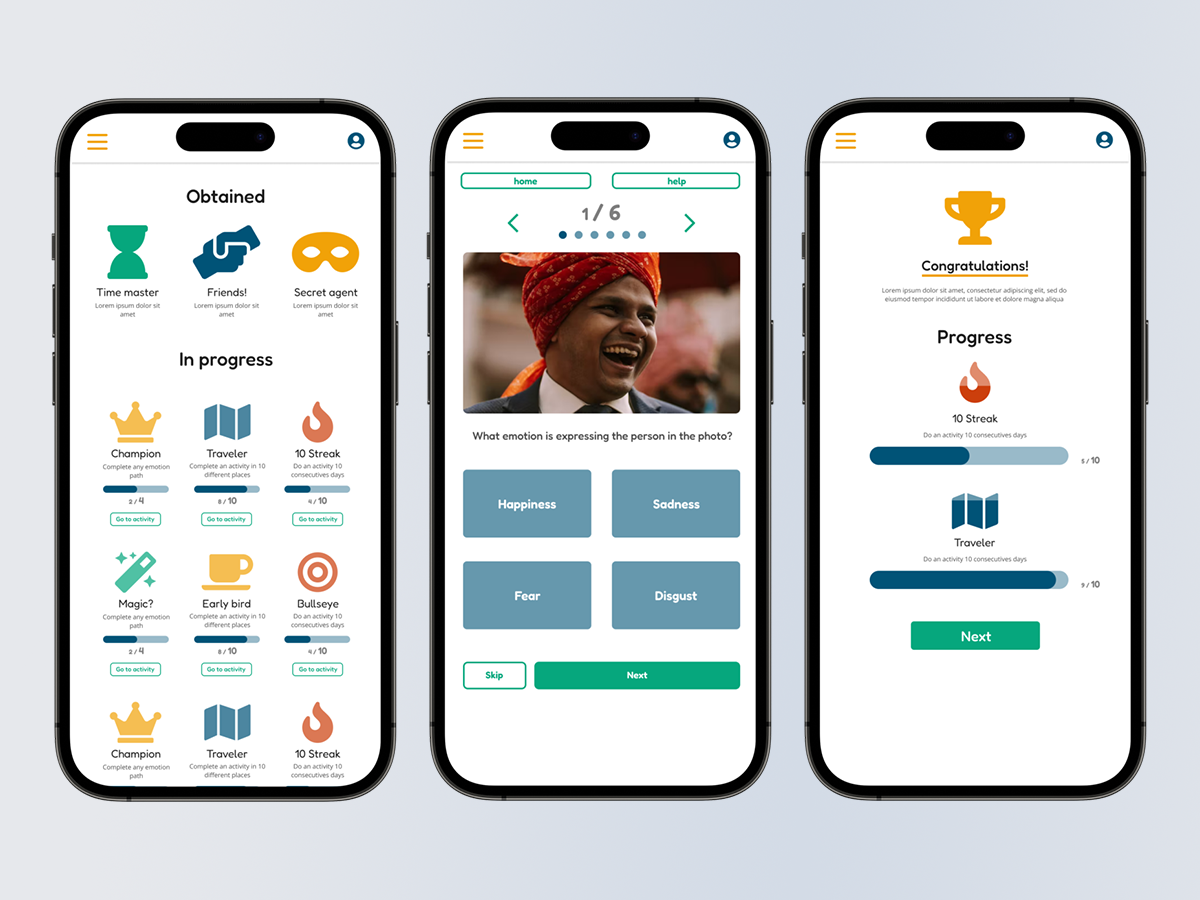 Obtained
Time master
Lorem ipsum dolor sit
amet
Friends!
Lorem ipsum dolor sit
amet
Secret agent
Lorem ipsum dolor sit
amet
In progress
Champion
Complete any emotion
path
2 / 4
Go to activity
Traveler
Complete an activity in 10
different places
8 / 10
Go to activity
10 Streak
Do an activity 10
consecutives days
4 / 10
Go to activity
Magic?
Complete any emotion
path
2 / 4
Go to activity
Early bird
Complete an activity in 10
different places
8 / 10
Go to activity
Bullseye
Do an activity 10
consecutives days
4 / 10
Go to activity
Champion
Complete any emotion
path
Traveler
Complete an activity in 10
different places
10 Streak
Do an activity 10
consecutives days
home
help
1 / 6
What emotion is expressing the person in the photo?
Happiness
Sadness
Fear
Disgust
Skip
Next
Congratulations!
Lorem ipsum dolor sit amet, consectetur adipiscing elit, sed do
eiusmod tempor incididunt ut labore et dolore magna aliqua
Progress
10 Streak
Do an activity 10 consecutives days
5 / 10
Traveler
Do an activity 10 consecutives days
9 / 10
Next